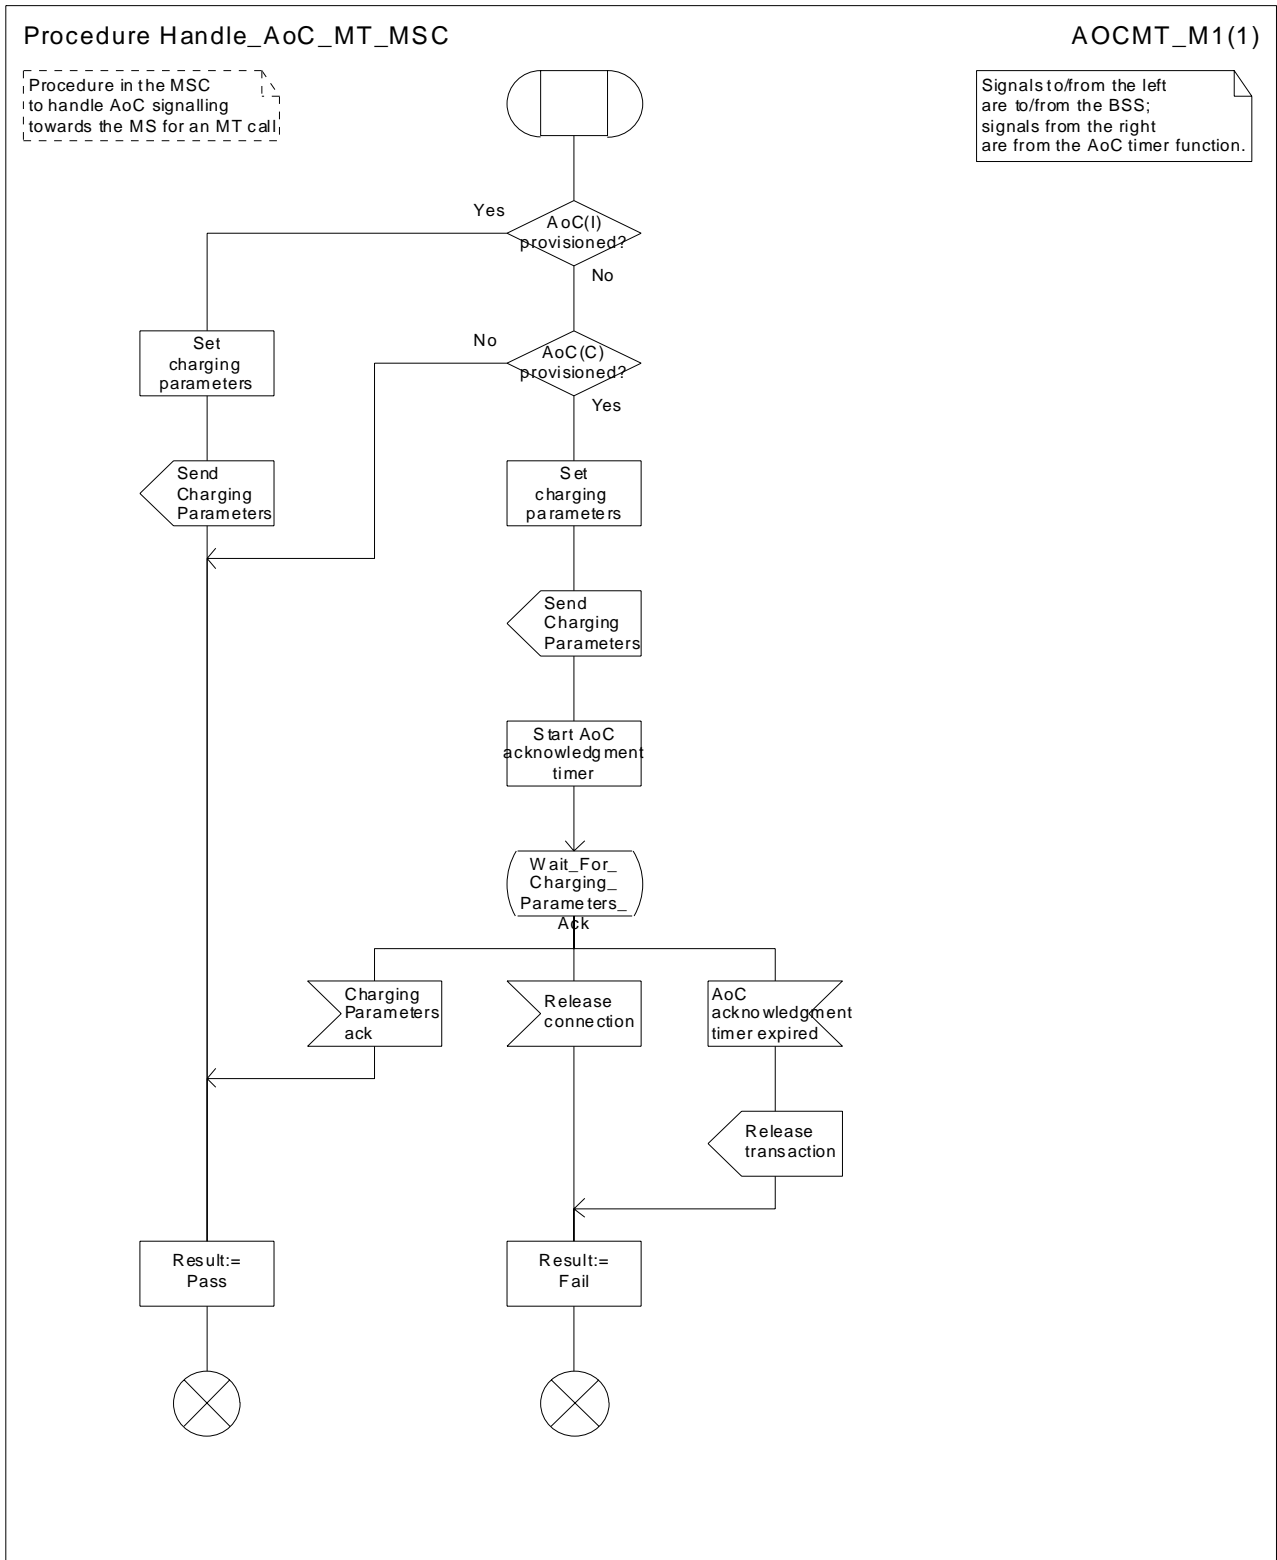 Procedure Handle_AoC_MT_MSC
AOCMT_M1(1)
Procedure in the MSC
to handle AoC signalling
towards the MS for an MT call
Signals to/from the left
are to/from the BSS;
signals from the right
are from the AoC timer function.
Yes
AoC(I)
provisioned?
No
Set
charging
parameters
No
AoC(C)
provisioned?
Yes
Send
Charging
Parameters
Set
charging
parameters
Send
Charging
Parameters
Start AoC
acknowledgment
timer
Wait_For_
Charging_
Parameters_
Ack
Charging
Parameters
ack
Release
connection
AoC
acknowledgment
timer expired
Release
transaction
Result:=
Pass
Result:=
Fail